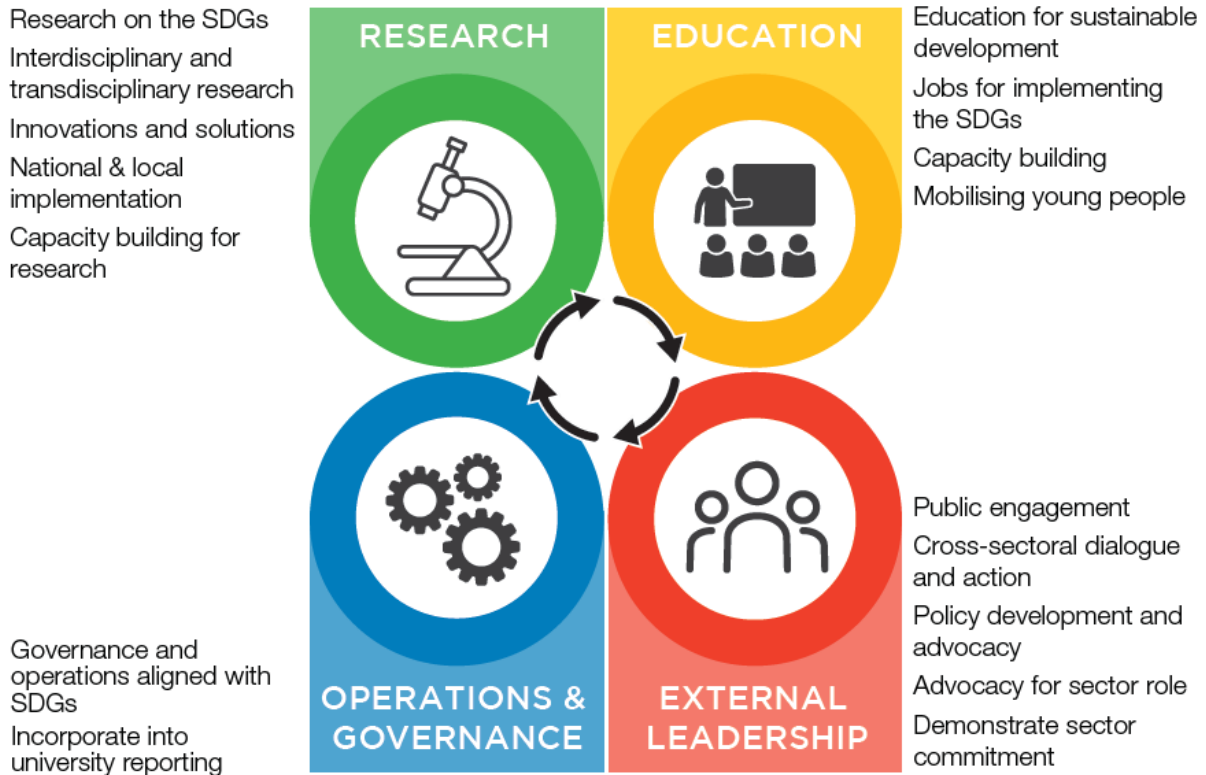 RESEARCH
Research on the SDGs
Interdisciplinary and
transdisciplinary research
Innovations and solutions
National & local
implementation
Capacity building for
research
EDUCATION
Education for sustainable
development
Jobs for implementing
the SDGs
Capacity building
Mobilising young people
OPERATIONS &
GOVERNANCE
Governance and
operations aligned with
SDGs
Incorporate into
university reporting
EXTERNAL
LEADERSHIP
Public engagement
Cross-sectoral dialogue
and action
Policy development and
advocacy
Advocacy for sector role
Demonstrate sector
commitment